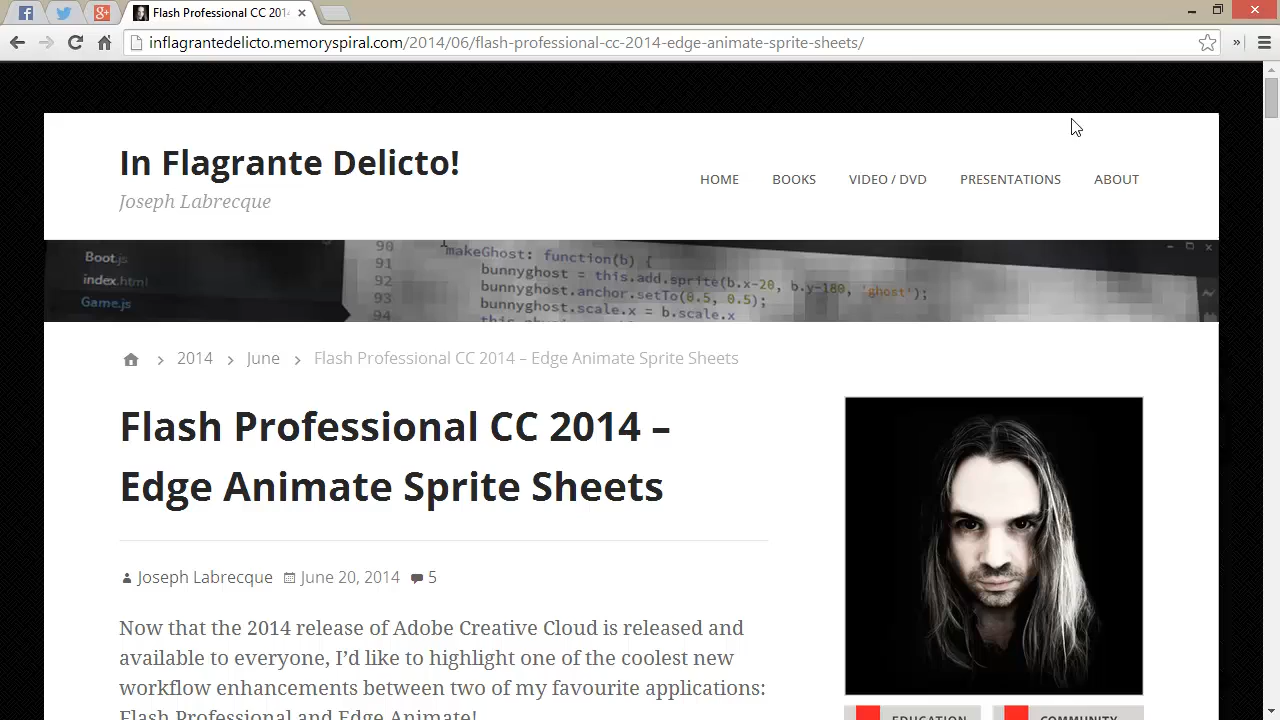 Flash Professional CC 201
inflagrantedelicto.memoryspiral.com/2014/06/flash-professional-cc-2014-edge-animate-sprite-sheets/
In Flagrante Delicto!
Joseph Labrecque
HOME BOOKS VIDEO / DVD PRESENTATIONS ABOUT
Boot.js
index.html
Game.js
90 makeGhost: function(b) {
91 bunnyghost = this.add.sprite(b.x-20, b.y-180, 'ghost');
92 bunnyghost.anchor.setTo(0.5, 0.5);
93 bunnyghost.scale.x = b.scale.x
94
2014 June Flash Professional CC 2014 – Edge Animate Sprite Sheets
Flash Professional CC 2014 –
Edge Animate Sprite Sheets
Joseph Labrecque June 20, 2014 5
Now that the 2014 release of Adobe Creative Cloud is released and
available to everyone, I’d like to highlight one of the coolest new
workflow enhancements between two of my favourite applications:
Flash Professional and Edge Animate!
EDUCATION COMMUNITY